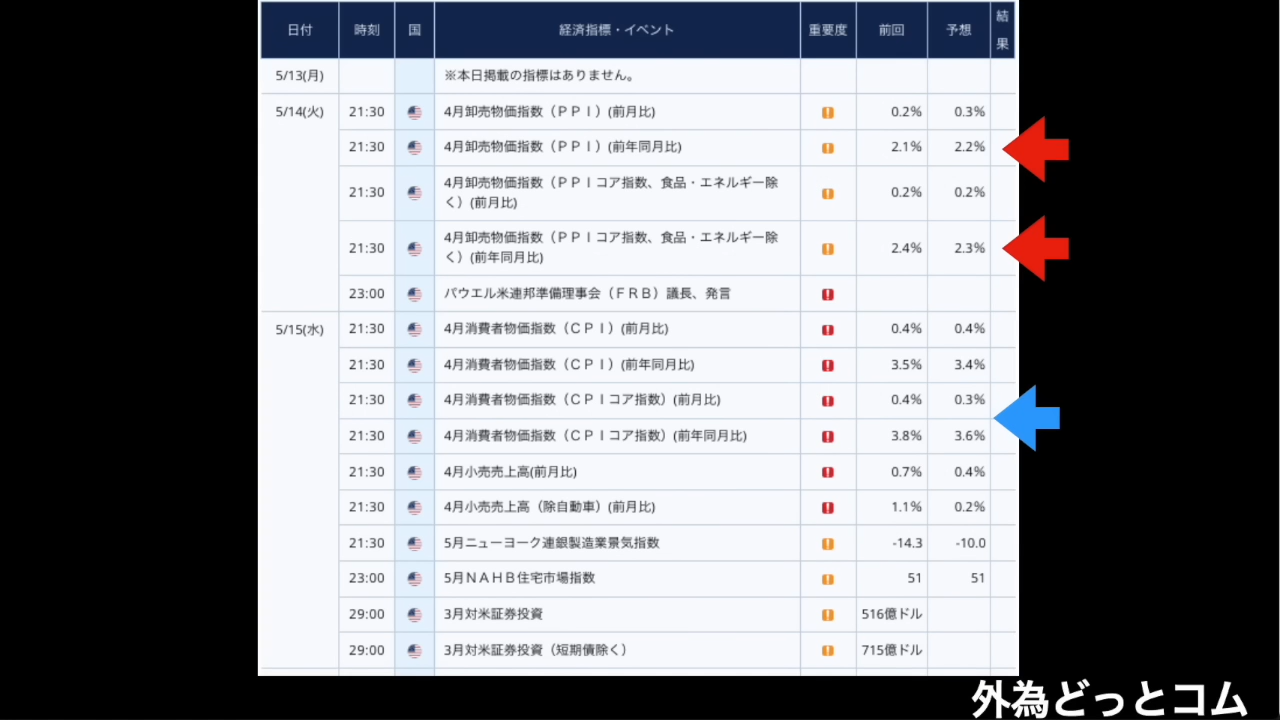 日付 時刻 国 経済指標・イベント 重要度 前回 予想 結果
5/13(月) ※本日掲載の指標はありません。
5/14(火) 21:30 4月卸売物価指数（ＰＰＩ）(前月比) 0.2% 0.3%
21:30 4月卸売物価指数（ＰＰＩ）(前年同月比) 2.1% 2.2%
21:30 4月卸売物価指数（ＰＰＩコア指数、食品・エネルギー除
く）(前月比) 0.2% 0.2%
21:30 4月卸売物価指数（ＰＰＩコア指数、食品・エネルギー除
く）(前年同月比) 2.4% 2.3%
23:00 パウエル米連邦準備理事会（ＦＲＢ）議長、発言
5/15(水) 21:30 4月消費者物価指数（ＣＰＩ）(前月比) 0.4% 0.4%
21:30 4月消費者物価指数（ＣＰＩ）(前年同月比) 3.5% 3.4%
21:30 4月消費者物価指数（ＣＰＩコア指数）(前月比) 0.4% 0.3%
21:30 4月消費者物価指数（ＣＰＩコア指数）(前年同月比) 3.8% 3.6%
21:30 4月小売売上高(前月比) 0.7% 0.4%
21:30 4月小売売上高（除自動車）(前月比) 1.1% 0.2%
21:30 5月ニューヨーク連銀製造業景気指数 -14.3 -10.0
23:00 5月ＮＡＨＢ住宅市場指数 51 51
29:00 3月対米証券投資 516億ドル
29:00 3月対米証券投資（短期債除く） 715億ドル
外為どっとコム